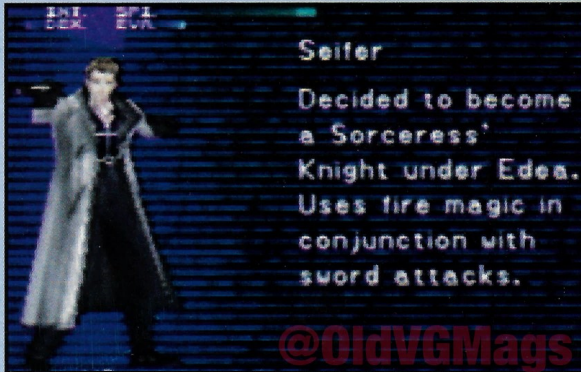 INT. SPI.
DEX. EVA.
Seifer
Decided to become
a Sorceress'
Knight under Edea.
Uses fire magic in
conjunction with
sword attacks.
@OldVGMags